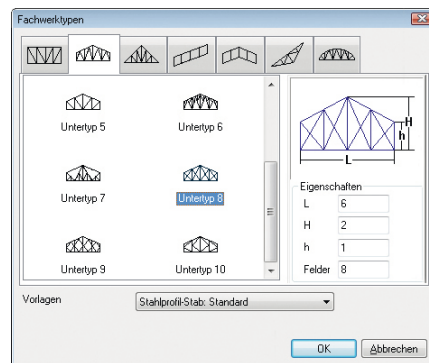 Fachwerktypen
Untertyp 5
Untertyp 6
Untertyp 7
Untertyp 8
Untertyp 9
Untertyp 10
H
h
L
Eigenschaften
L 6
H 2
h 1
Felder 8
Vorlagen Stahlprofil-Stab: Standard
OK Abbrechen